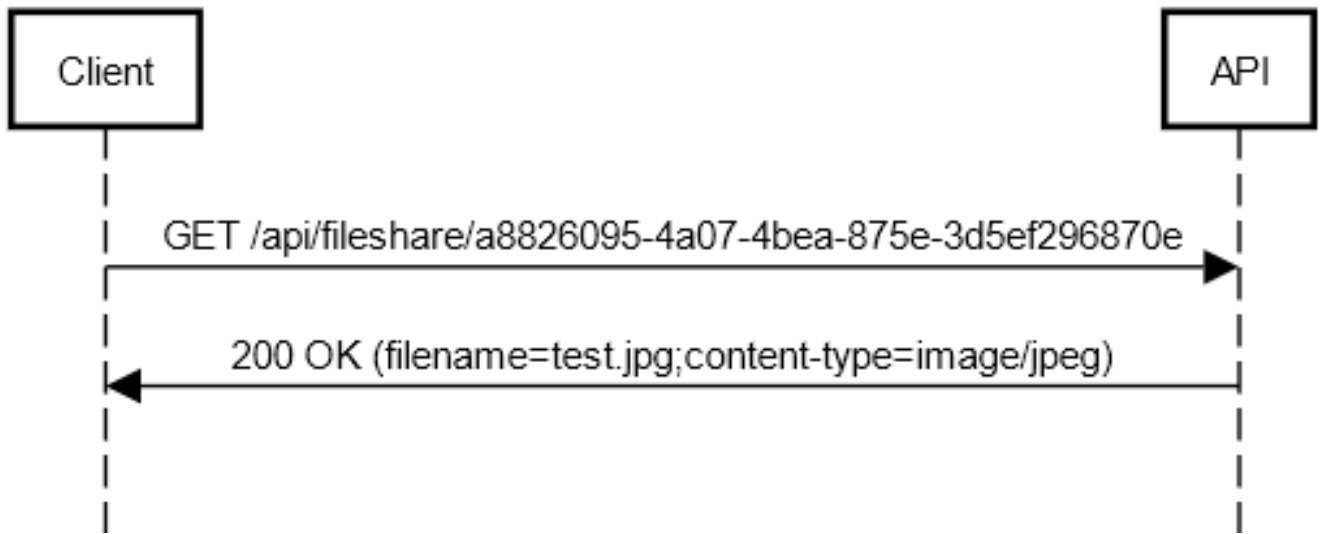 Client
API
GET /api/fileshare/a8826095-4a07-4bea-875e-3d5ef296870e
200 OK (filename=test.jpg;content-type=image/jpeg)